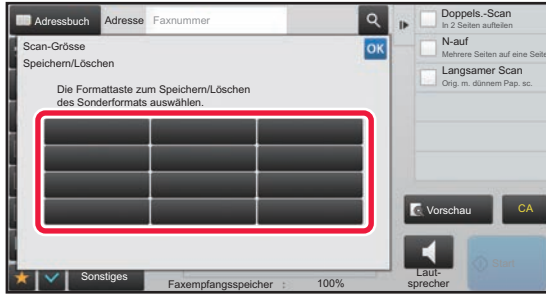 Adressbuch
Adresse
Faxnummer
Doppels.-Scan
In 2 Seiten aufteilen
N-auf
Mehrere Seiten auf eine Seite
Langsamer Scan
Orig. m. dünnem Pap. sc.
Scan-Grösse
OK
Speichern/Löschen
Die Formattaste zum Speichern/Löschen
des Sonderformats auswählen.
Vorschau
CA
Sonstiges
Faxempfangsspeicher : 100%
Laut-
sprecher
Start